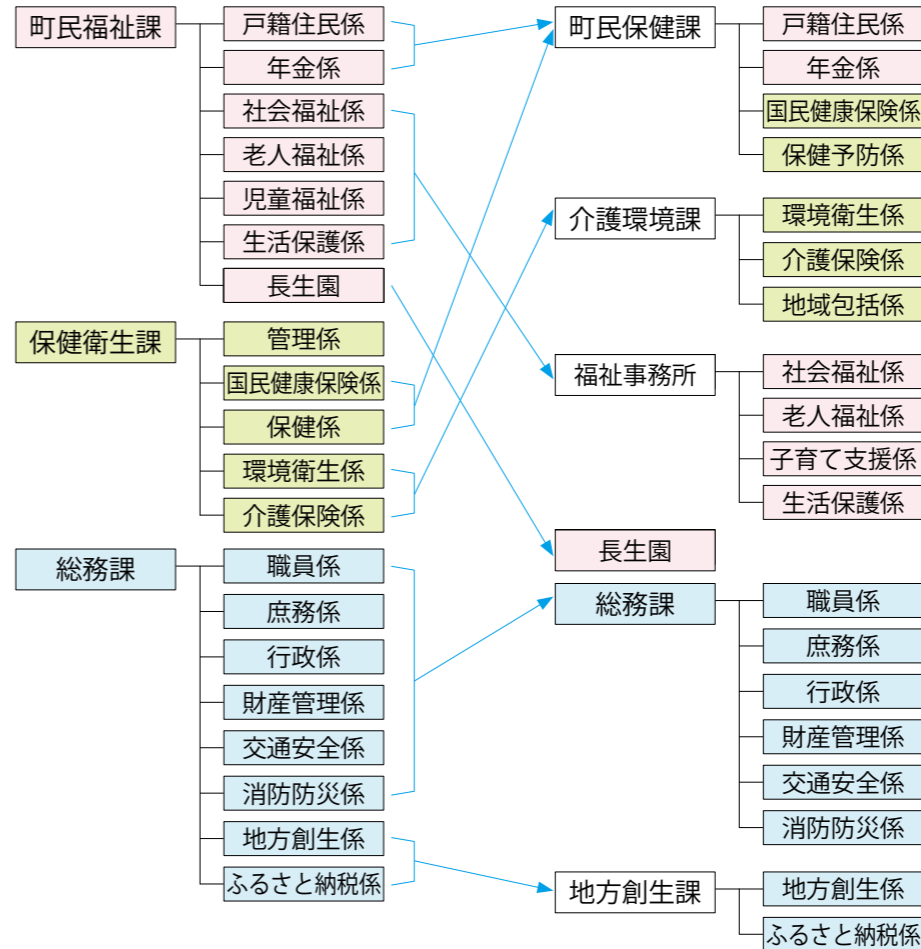 町民福祉課
戸籍住民係
年金係
社会福祉係
老人福祉係
児童福祉係
生活保護係
長生園
保健衛生課
管理係
国民健康保険係
保健係
環境衛生係
介護保険係
総務課
職員係
庶務係
行政係
財産管理係
交通安全係
消防防災係
地方創生係
ふるさと納税係
町民保健課
戸籍住民係
年金係
国民健康保険係
保健予防係
介護環境課
環境衛生係
介護保険係
地域包括係
福祉事務所
社会福祉係
老人福祉係
子育て支援係
生活保護係
長生園
総務課
職員係
庶務係
行政係
財産管理係
交通安全係
消防防災係
地方創生課
地方創生係
ふるさと納税係